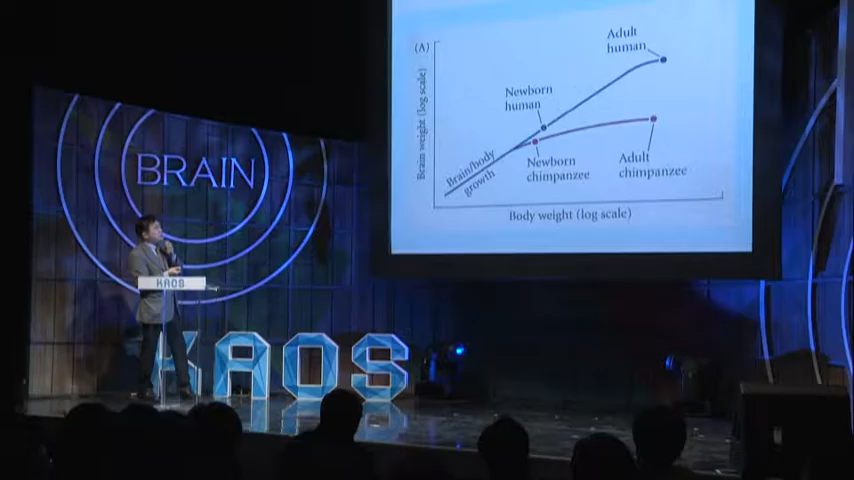 (A)
Adult
human
Newborn
human
Brain weight (log scale)
Brain/body
growth
Newborn
chimpanzee
Adult
chimpanzee
Body weight (log scale)
BRAIN
KAOS
KAOS